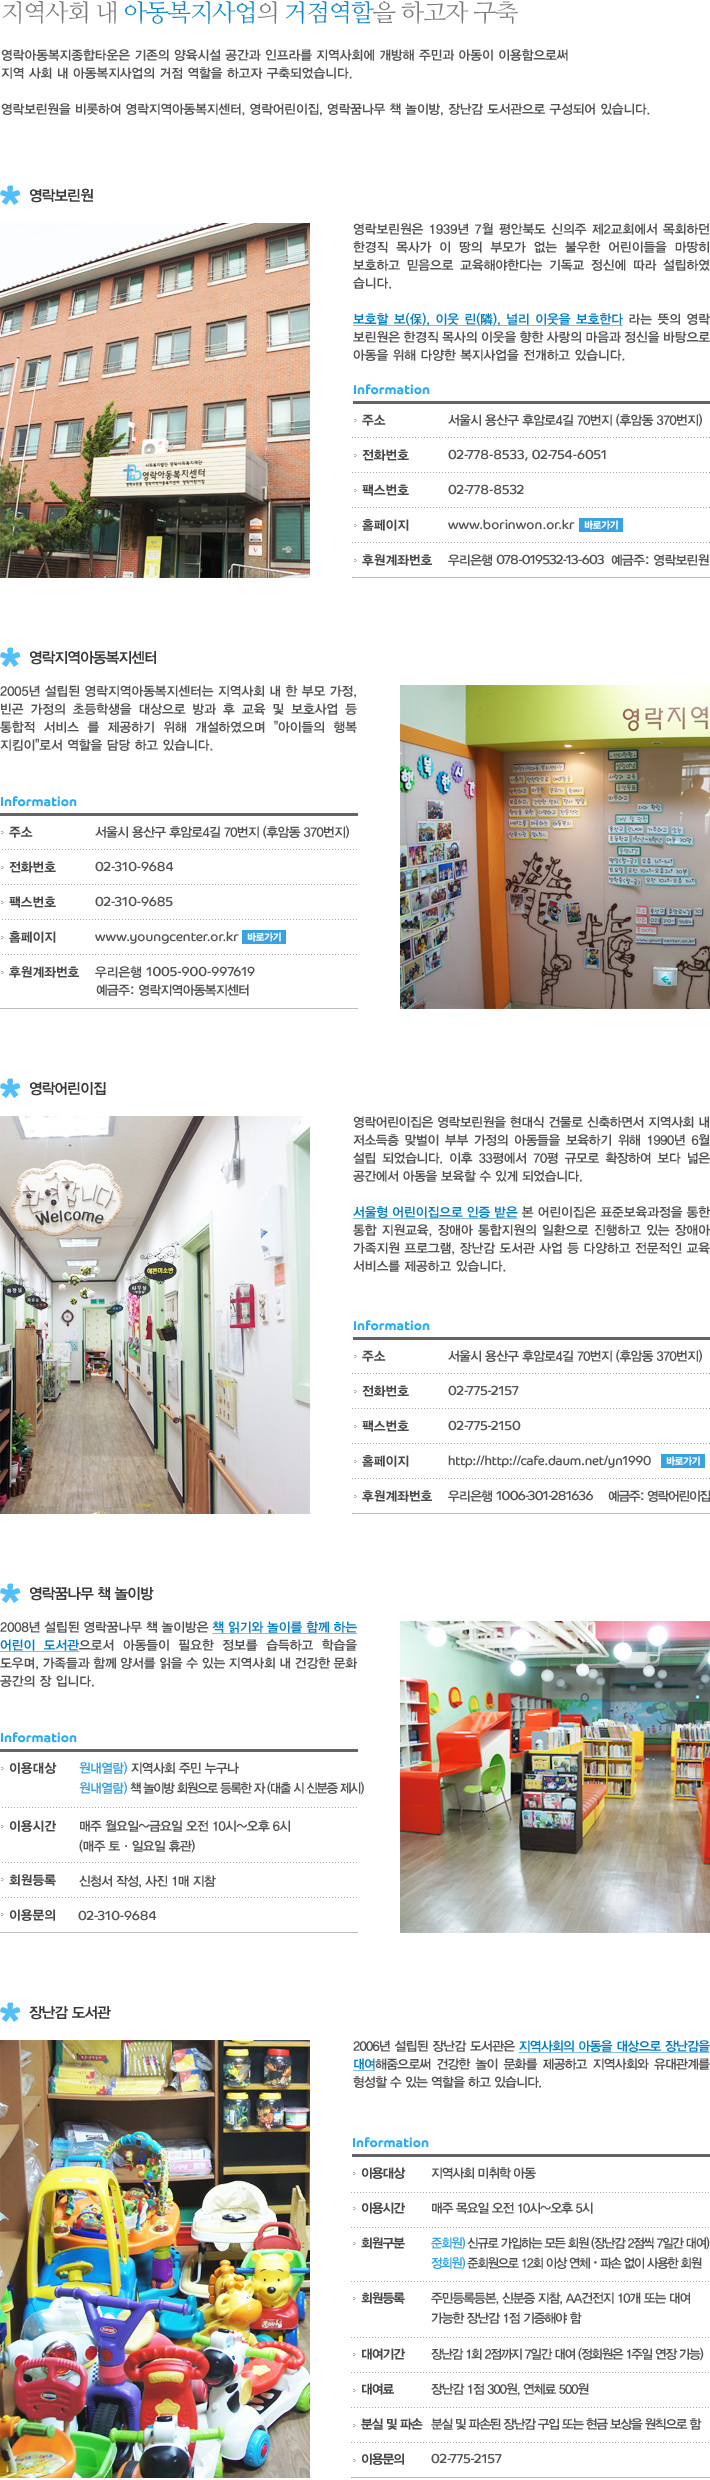 지역사회 내 아동복지사업의 거점역할을 하고자 구축
영락아동복지종합타운은 기존의 양육시설 공간과 인프라를 지역사회에 개방해 주민과 아동이 이용함으로써
지역 사회 내 아동복지사업의 거점 역할을 하고자 구축되었습니다.
영락보린원을 비롯하여 영락지역아동복지센터, 영락어린이집, 영락꿈나무 책 놀이방, 장난감 도서관으로 구성되어 있습니다.
영락보린원
영락아동복지센터
영락보린원은 1939년 7월 평안북도 신의주 제2교회에서 목회하던
한경직 목사가 이 땅의 부모가 없는 불우한 어린이들을 마땅히
보호하고 믿음으로 교육해야한다는 기독교 정신에 따라 설립하였
습니다.
보호할 보(保), 이웃 린(隣), 널리 이웃을 보호한다 라는 뜻의 영락
보린원은 한경직 목사의 이웃을 향한 사랑의 마음과 정신을 바탕으로
아동을 위해 다양한 복지사업을 전개하고 있습니다.
Information
주소 서울시 용산구 후암로4길 70번지 (후암동 370번지)
전화번호 02-778-8533, 02-754-6051
팩스번호 02-778-8532
홈페이지 www.borinwon.or.kr 바로가기
후원계좌번호 우리은행 078-019532-13-603 예금주: 영락보린원
영락지역아동복지센터
2005년 설립된 영락지역아동복지센터는 지역사회 내 한 부모 가정,
빈곤 가정의 초등학생을 대상으로 방과 후 교육 및 보호사업 등
통합적 서비스 를 제공하기 위해 개설하였으며 "아이들의 행복
지킴이"로서 역할을 담당 하고 있습니다.
Information
주소 서울시 용산구 후암로4길 70번지 (후암동 370번지)
전화번호 02-310-9684
팩스번호 02-310-9685
홈페이지 www.youngcenter.or.kr 바로가기
후원계좌번호 우리은행 1005-900-997619
예금주: 영락지역아동복지센터
영락지역
영락어린이집
환영합니다
Welcome
영락어린이집은 영락보린원을 현대식 건물로 신축하면서 지역사회 내
저소득층 맞벌이 부부 가정의 아동들을 보육하기 위해 1990년 6월
설립 되었습니다. 이후 33평에서 70평 규모로 확장하여 보다 넓은
공간에서 아동을 보육할 수 있게 되었습니다.
서울형 어린이집으로 인증 받은 본 어린이집은 표준보육과정을 통한
통합 지원교육, 장애아 통합지원의 일환으로 진행하고 있는 장애아
가족지원 프로그램, 장난감 도서관 사업 등 다양하고 전문적인 교육
서비스를 제공하고 있습니다.
Information
주소 서울시 용산구 후암로4길 70번지 (후암동 370번지)
전화번호 02-775-2157
팩스번호 02-775-2150
홈페이지 http://http://cafe.daum.net/yn1990 바로가기
후원계좌번호 우리은행 1006-301-281636 예금주: 영락어린이집
영락꿈나무 책 놀이방
2008년 설립된 영락꿈나무 책 놀이방은 책 읽기와 놀이를 함께 하는
어린이 도서관으로서 아동들이 필요한 정보를 습득하고 학습을
도우며, 가족들과 함께 양서를 읽을 수 있는 지역사회 내 건강한 문화
공간의 장 입니다.
Information
이용대상 원내열람) 지역사회 주민 누구나
원내열람) 책 놀이방 회원으로 등록한 자 (대출 시 신분증 제시)
이용시간 매주 월요일~금요일 오전 10시~오후 6시
(매주 토 · 일요일 휴관)
회원등록 신청서 작성, 사진 1매 지참
이용문의 02-310-9684
장난감 도서관
2006년 설립된 장난감 도서관은 지역사회의 아동을 대상으로 장난감을
대여해줌으로써 건강한 놀이 문화를 제공하고 지역사회와 유대관계를
형성할 수 있는 역할을 하고 있습니다.
Information
이용대상 지역사회 미취학 아동
이용시간 매주 목요일 오전 10시~오후 5시
회원구분 준회원) 신규로 가입하는 모든 회원 (장난감 2점씩 7일간 대여)
정회원) 준회원으로 12회 이상 연체 · 파손 없이 사용한 회원
회원등록 주민등록등본, 신분증 지참, AA건전지 10개 또는 대여
가능한 장난감 1점 기증해야 함
대여기간 장난감 1회 2점까지 7일간 대여 (정회원은 1주일 연장 가능)
대여료 장난감 1점 300원, 연체료 500원
분실 및 파손 분실 및 파손된 장난감 구입 또는 현금 보상을 원칙으로 함
이용문의 02-775-2157